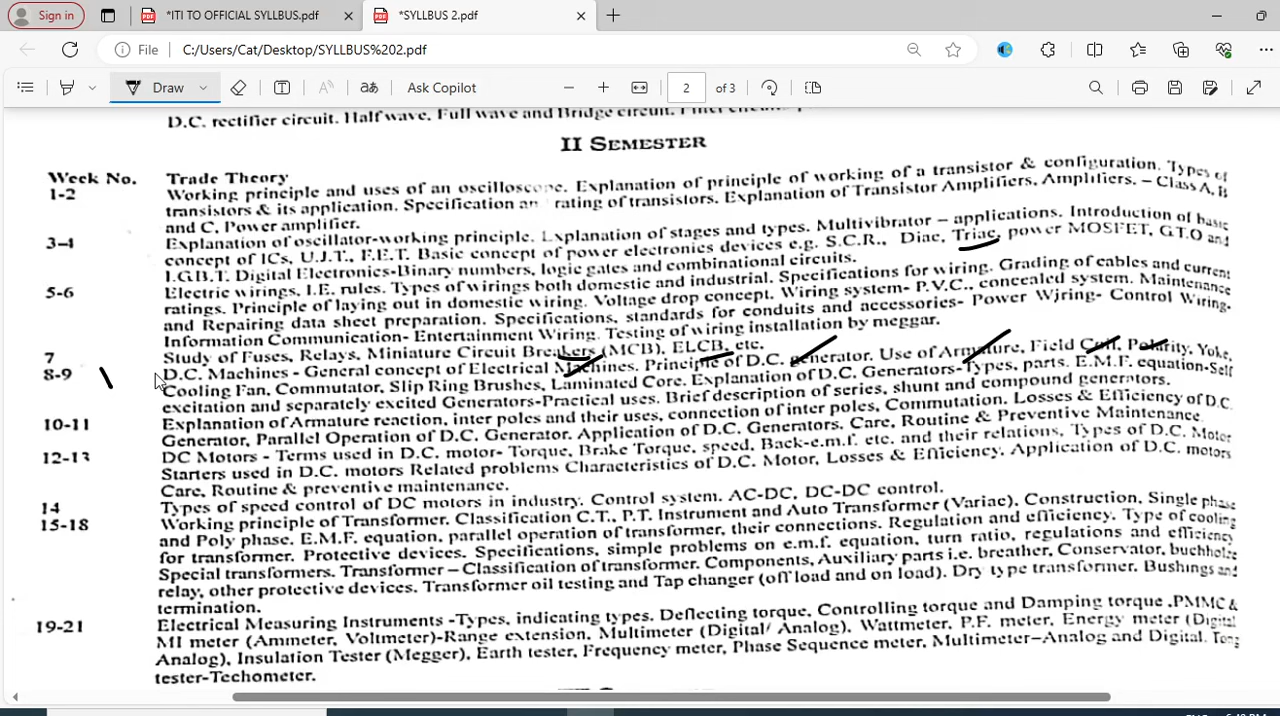 Sign in
*ITI TO OFFICIAL SYLLBUS.pdf
*SYLLBUS 2.pdf
File C:/Users/Cat/Desktop/SYLLBUS%202.pdf
Draw
Ask Copilot
2 of 3
D.C. rectifier circuit. Half wave. Full wave and Bridge circuit.
II SEMESTER
Week No. Trade Theory
1-2 Working principle and uses of an oscilloscope. Explanation of principle of working of a transistor & configuration. Types of
transistors & its application. Specification an rating of transistors. Explanation of Transistor Amplifiers, Amplifiers. – Class A, B
and C, Power amplifier.
3-4 Explanation of oscillator-working principle. Explanation of stages and types. Multivibrator – applications. Introduction of basic
concept of ICs, U.J.T., F.E.T. Basic concept of power electronics devices e.g. S.C.R., Diac, Triac, power MOSFET, G.T.O and
I.G.B.T. Digital Electronics-Binary numbers, logic gates and combinational circuits.
5-6 Electric wirings, I.E. rules. Types of wirings both domestic and industrial. Specifications for wiring. Grading of cables and current
ratings. Principle of laying out in domestic wiring. Voltage drop concept. Wiring system- P.V.C., concealed system. Maintenance
and Repairing data sheet preparation. Specifications, standards for conduits and accessories- Power Wiring- Control Wiring-
Information Communication- Entertainment Wiring. Testing of wiring installation by meggar.
7 Study of Fuses, Relays, Miniature Circuit Breakers (MCB), ELCB, etc.
8-9 D.C. Machines - General concept of Electrical Machines. Principle of D.C. generator. Use of Armature, Field Coil, Polarity, Yoke,
Cooling Fan, Commutator, Slip Ring Brushes, Laminated Core. Explanation of D.C. Generators-Types, parts. E.M.F. equation-Self
excitation and separately excited Generators-Practical uses. Brief description of series, shunt and compound generators.
10-11 Explanation of Armature reaction, inter poles and their uses, connection of inter poles, Commutation. Losses & Efficiency of D.C.
Generator, Parallel Operation of D.C. Generator. Application of D.C. Generators. Care, Routine & Preventive Maintenance
12-13 DC Motors - Terms used in D.C. motor- Torque, Brake Torque, speed, Back-e.m.f. etc. and their relations, Types of D.C. Motor
Starters used in D.C. motors Related problems Characteristics of D.C. Motor, Losses & Efficiency. Application of D.C. motors
Care, Routine & preventive maintenance.
14 Types of speed control of DC motors in industry. Control system. AC-DC, DC-DC control.
15-18 Working principle of Transformer. Classification C.T., P.T. Instrument and Auto Transformer (Variac), Construction, Single phase
and Poly phase. E.M.F. equation, parallel operation of transformer, their connections. Regulation and efficiency. Type of cooling
for transformer. Protective devices. Specifications, simple problems on e.m.f. equation, turn ratio, regulations and efficiency
Special transformers. Transformer – Classification of transformer. Components, Auxiliary parts i.e. breather, Conservator, buchholz
relay, other protective devices. Transformer oil testing and Tap changer (off load and on load). Dry type transformer. Bushings and
termination.
19-21 Electrical Measuring Instruments -Types, indicating types. Deflecting torque, Controlling torque and Damping torque .PMMC &
MI meter (Ammeter, Voltmeter)-Range extension, Multimeter (Digital/ Analog), Wattmeter, P.F. meter, Energy meter (Digital
Analog), Insulation Tester (Megger), Earth tester, Frequency meter, Phase Sequence meter, Multimeter–Analog and Digital. Tong
tester-Techometer.